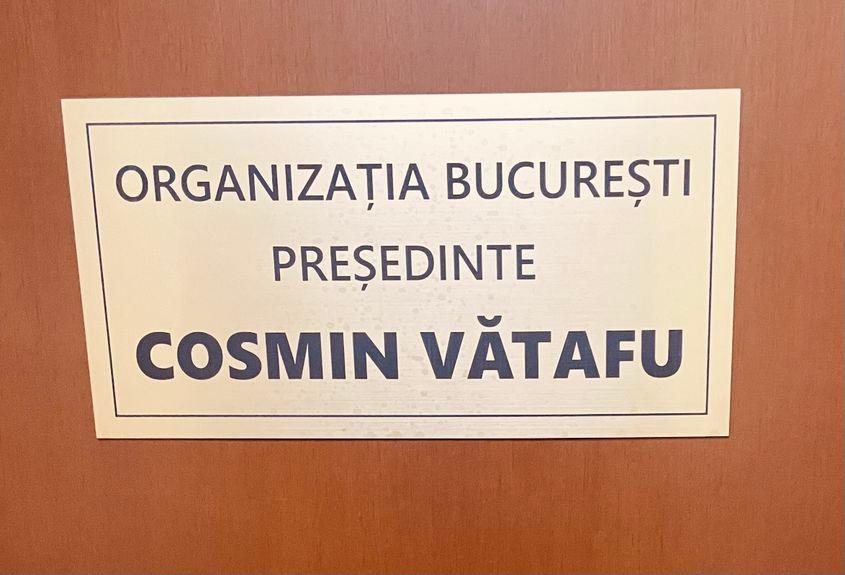 ORGANIZAȚIA BUCUREȘTI
PREȘEDINTE
COSMIN VĂTAFU